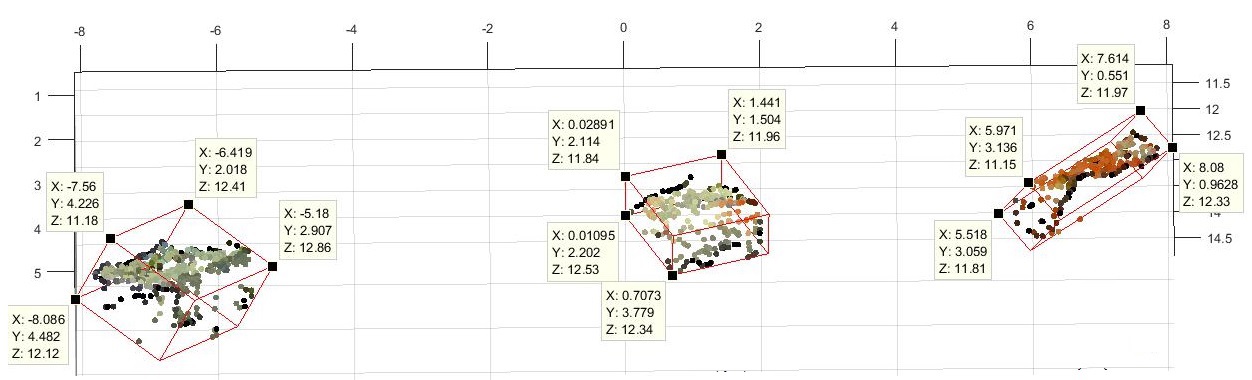 -8 -6 -4 -2 0 2 4 6 8
X: 7.614
Y: 0.551
Z: 11.97
11.5
1
X: 0.02891
Y: 2.114
Z: 11.84
X: 1.441
Y: 1.504
Z: 11.96
12
X: 5.971
Y: 3.136
Z: 11.15
12.5
2
X: -6.419
Y: 2.018
Z: 12.41
X: 8.08
Y: 0.9628
Z: 12.33
3
X: -7.56
Y: 4.226
Z: 11.18
14
4
X: -5.18
Y: 2.907
Z: 12.86
X: 0.01095
Y: 2.202
Z: 12.53
X: 5.518
Y: 3.059
Z: 11.81
14.5
5
X: 0.7073
Y: 3.779
Z: 12.34
X: -8.086
Y: 4.482
Z: 12.12